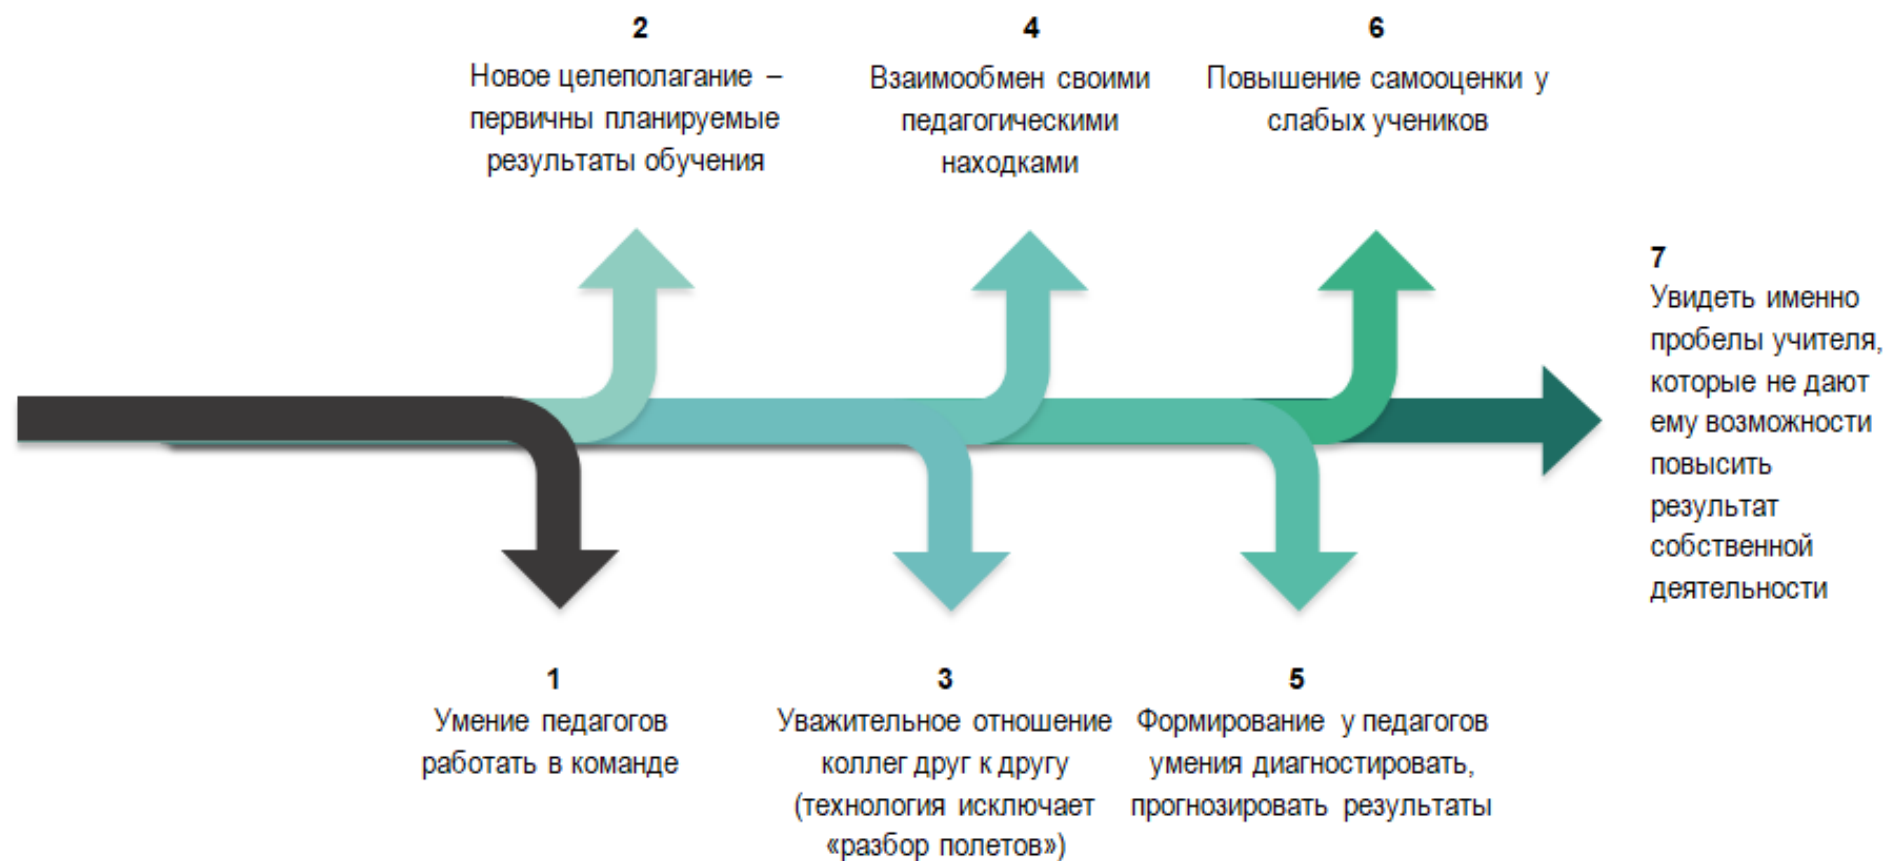 2
Новое целеполагание –
первичны планируемые
результаты обучения
4
Взаимообмен своими
педагогическими
находками
6
Повышение самооценки у
слабых учеников
7
Увидеть именно
пробелы учителя,
которые не дают
ему возможности
повысить
результат
собственной
деятельности
1
Умение педагогов
работать в команде
3
Уважительное отношение
коллег друг к другу
(технология исключает
«разбор полетов»)
5
Формирование у педагогов
умения диагностировать,
прогнозировать результаты